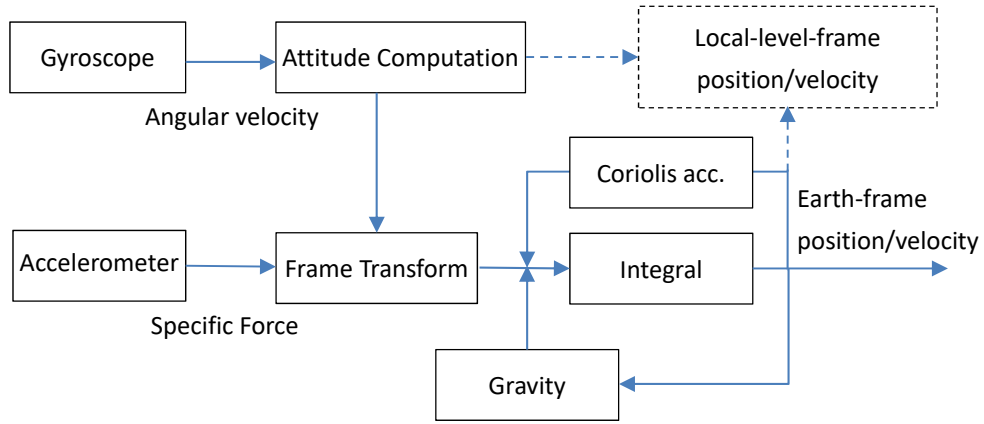 Gyroscope
Attitude Computation
Local-level-frame
position/velocity
Angular velocity
Coriolis acc.
Earth-frame
position/velocity
Accelerometer
Frame Transform
Integral
Specific Force
Gravity